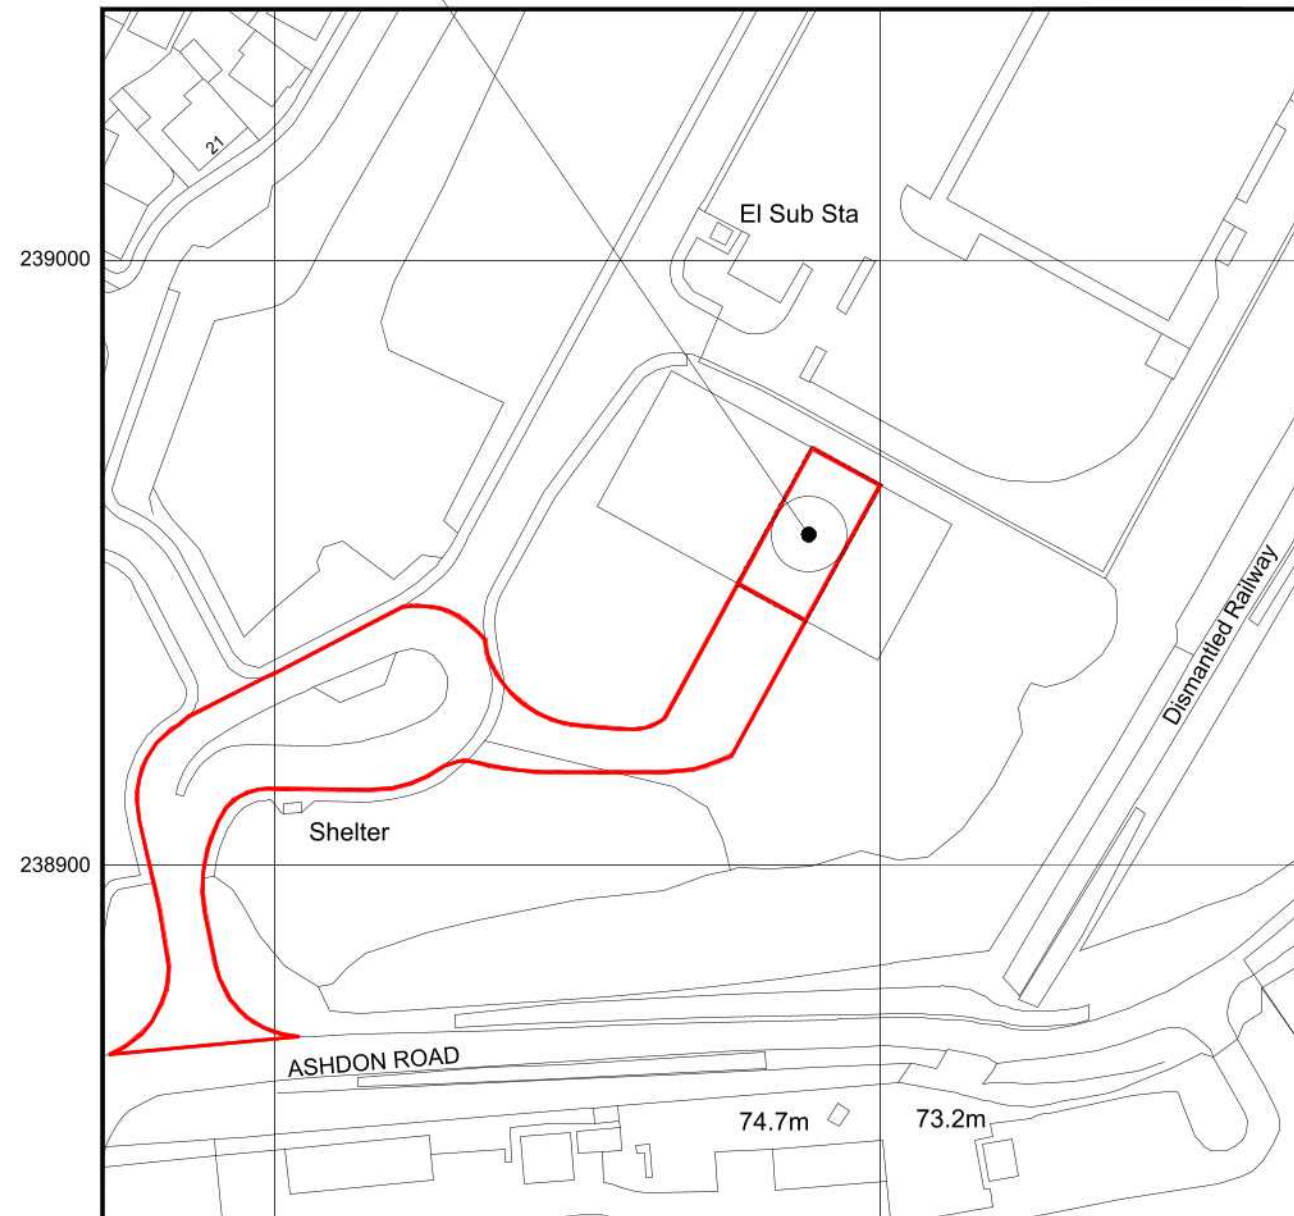 21
El Sub Sta
239000
Dismantled Railway
Shelter
238900
ASHDON ROAD
74.7m
73.2m